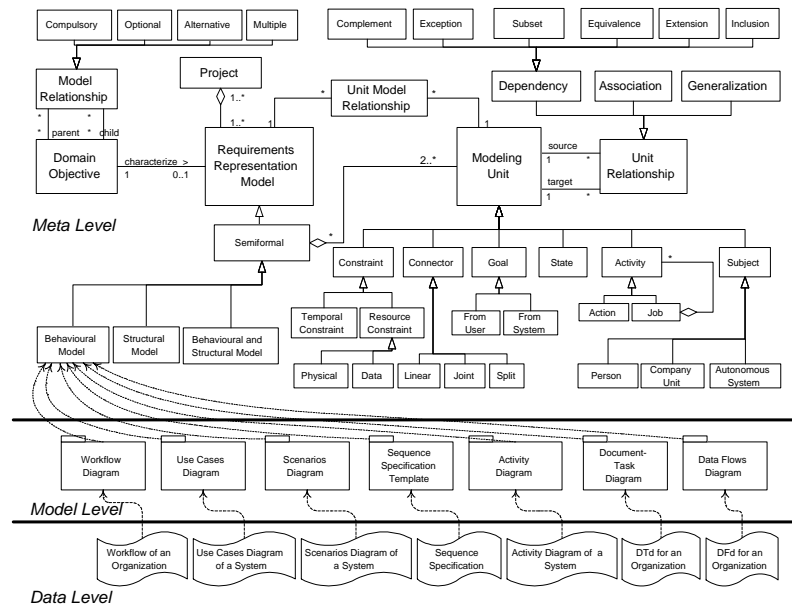 Compulsory
Optional
Alternative
Multiple
Complement
Exception
Subset
Equivalence
Extension
Inclusion
Model
Relationship
Project
Unit Model
Relationship
Dependency
Association
Generalization
*
*
1..*
*
*
*
parent
*
child
1..*
1
1
Domain
Objective
characterize >
1
0..1
Requirements
Representation
Model
2..*
Modeling
Unit
source
1
*
target
1
*
Unit
Relationship
Meta Level
Semiformal
*
Constraint
Connector
Goal
State
Activity
*
Subject
Temporal
Constraint
Resource
Constraint
From
User
From
System
Action
Job
Behavioural
Model
Structural
Model
Behavioural and
Structural Model
Physical
Data
Linear
Joint
Split
Person
Company
Unit
Autonomous
System
Workflow
Diagram
Use Cases
Diagram
Scenarios
Diagram
Sequence
Specification
Template
Activity
Diagram
Document-
Task
Diagram
Data Flows
Diagram
Model Level
Workflow of an
Organization
Use Cases Diagram
of a System
Scenarios Diagram of
a System
Sequence
Specification
Activity Diagram of a
System
DTd for an
Organization
DFd for an
Organization
Data Level